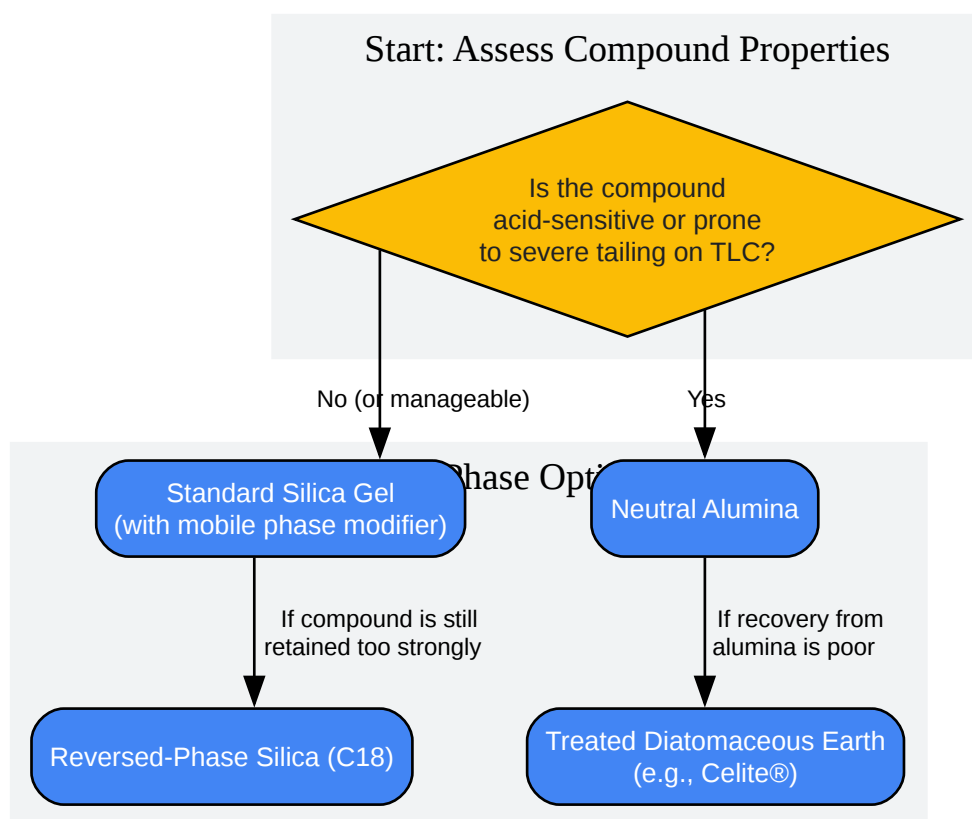 Start: Assess Compound Properties
Is the compound
acid-sensitive or prone
to severe tailing on TLC?
No (or manageable)
Yes
Standard Silica Gel
(with mobile phase modifier)
Neutral Alumina
If compound is still
retained too strongly
If recovery from
alumina is poor
Reversed-Phase Silica (C18)
Treated Diatomaceous Earth
(e.g., Celite®)